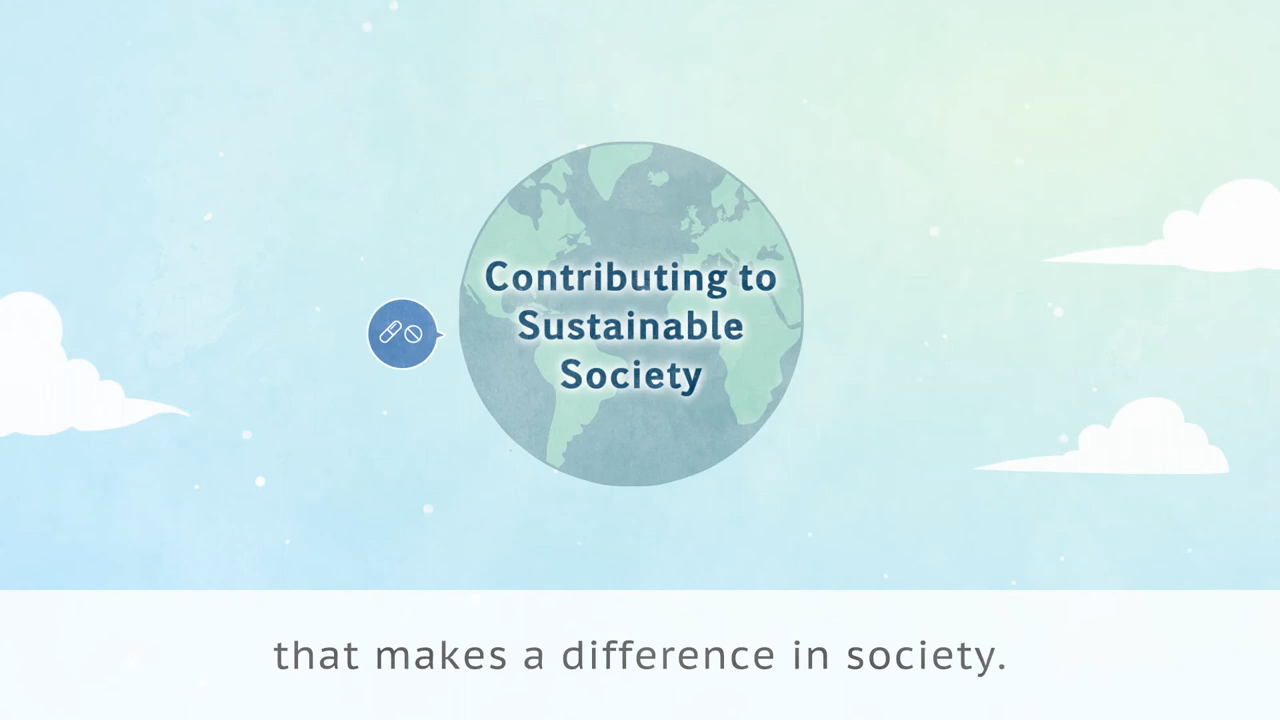 Contributing to
Sustainable
Society
that makes a difference in society.